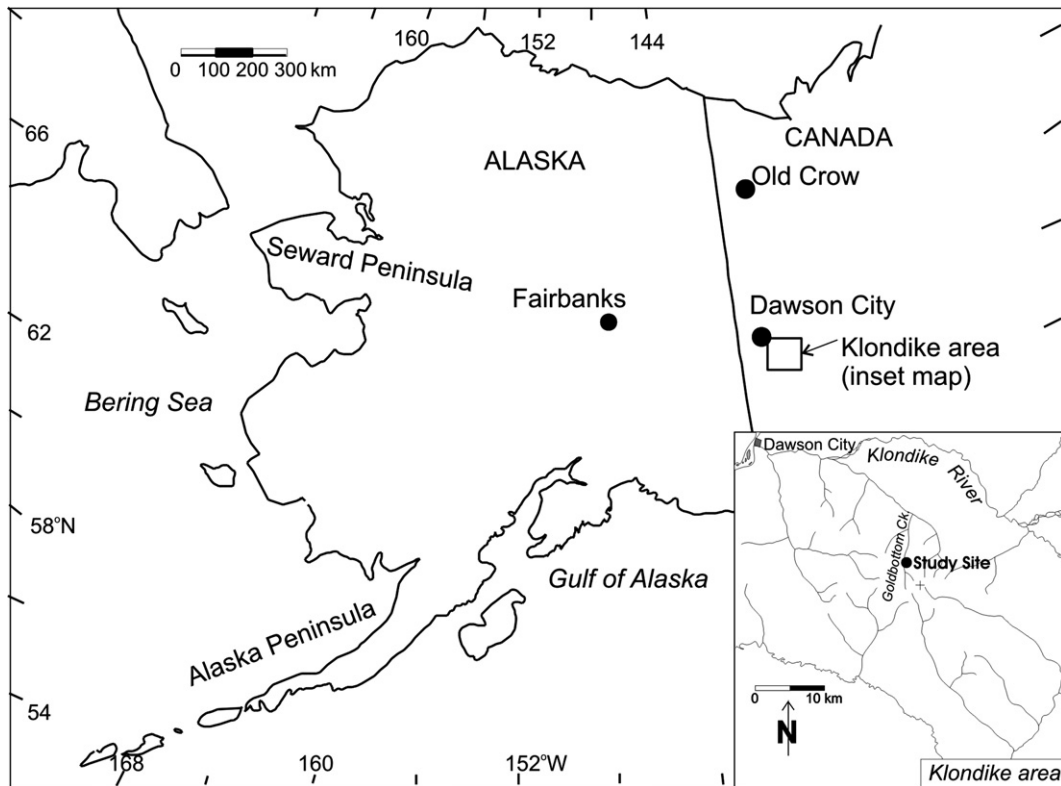 160
152
144
0 100 200 300 km
66
CANADA
ALASKA
Old Crow
Seward Peninsula
Fairbanks
Dawson City
62
Klondike area
(inset map)
Bering Sea
Dawson City
Klondike
River
58°N
Goldbottom Ck.
Study Site
Gulf of Alaska
Alaska Peninsula
0 10 km
N
54
168
160
152°W
Klondike area